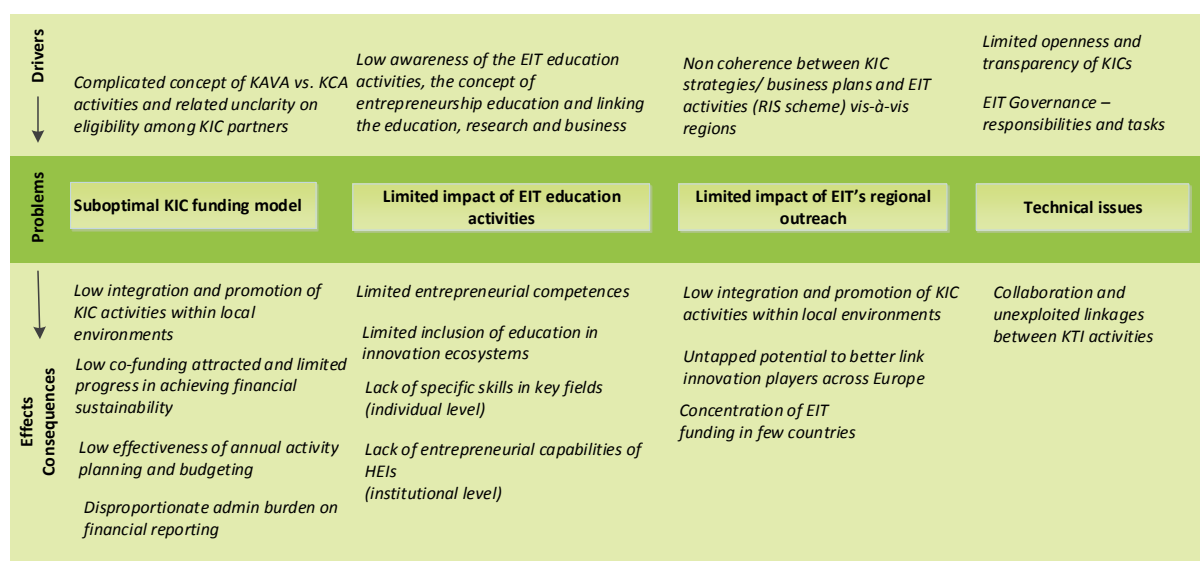 Drivers
Complicated concept of KAVA vs. KCA
activities and related unclarity on
eligibility among KIC partners
Low awareness of the EIT education
activities, the concept of
entrepreneurship education and linking
the education, research and business
Non coherence between KIC
strategies/ business plans and EIT
activities (RIS scheme) vis-à-vis
regions
Limited openness and
transparency of KICs
EIT Governance –
responsibilities and tasks
Problems
Suboptimal KIC funding model
Limited impact of EIT education
activities
Limited impact of EIT’s regional
outreach
Technical issues
Effects
Consequences
Low integration and promotion of
KIC activities within local
environments
Low co-funding attracted and limited
progress in achieving financial
sustainability
Low effectiveness of annual activity
planning and budgeting
Disproportionate admin burden on
financial reporting
Limited entrepreneurial competences
Limited inclusion of education in
innovation ecosystems
Lack of specific skills in key fields
(individual level)
Lack of entrepreneurial capabilities of
HEIs
(institutional level)
Low integration and promotion of KIC
activities within local environments
Untapped potential to better link
innovation players across Europe
Concentration of EIT
funding in few countries
Collaboration and
unexploited linkages
between KTI activities